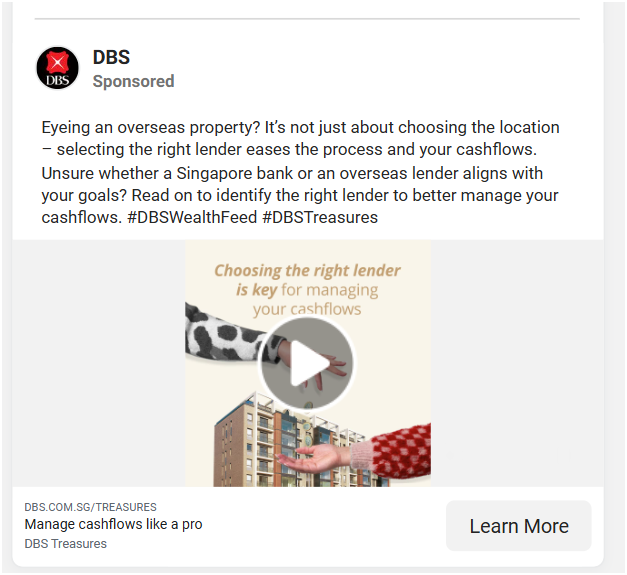 DBS
DBS
Sponsored
Eyeing an overseas property? It’s not just about choosing the location
– selecting the right lender eases the process and your cashflows.
Unsure whether a Singapore bank or an overseas lender aligns with
your goals? Read on to identify the right lender to better manage your
cashflows. #DBSWealthFeed #DBSTreasures
Choosing the right lender
is key for managing
your cashflows
DBS.COM.SG/TREASURES
Manage cashflows like a pro
DBS Treasures
Learn More